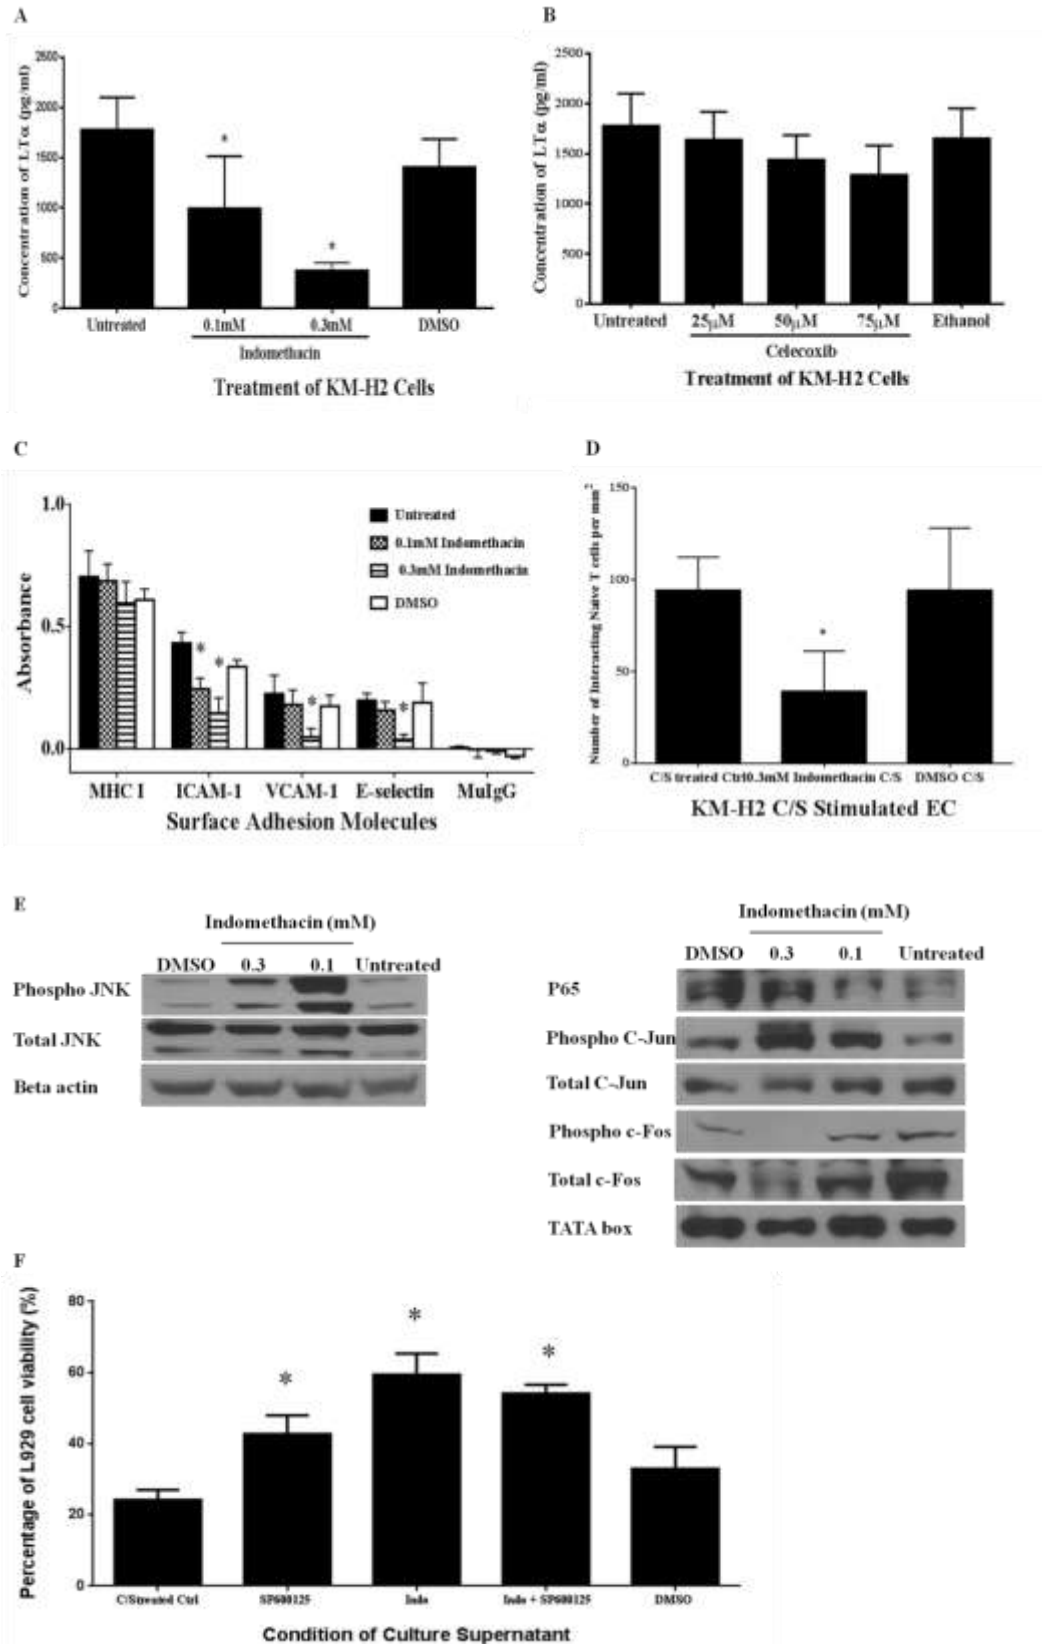 A
Concentration of LTα (pg/ml)
2500
2000
1500
1000
500
0
*
*
Untreated 0.1mM 0.3mM DMSO
Indomethacin
Treatment of KM-H2 Cells
B
Concentration of LTα (pg/ml)
2500
2000
1500
1000
500
0
Untreated 25μM 50μM 75μM Ethanol
Celecoxib
Treatment of KM-H2 Cells
C
Absorbance
1.0
0.5
0.0
Untreated
0.1mM Indomethacin
0.3mM Indomethacin
DMSO
* * * *
MHC I ICAM-1 VCAM-1 E-selectin MuIgG
Surface Adhesion Molecules
D
Number of Interacting Naive T cells per mm2
150
100
50
0
*
C/S treated Ctrl 0.3mM Indomethacin C/S DMSO C/S
KM-H2 C/S Stimulated EC
E
Indomethacin (mM)
DMSO 0.3 0.1 Untreated
Phospho JNK
Total JNK
Beta actin
Indomethacin (mM)
DMSO 0.3 0.1 Untreated
P65
Phospho C-Jun
Total C-Jun
Phospho c-Fos
Total c-Fos
TATA box
F
Percentage of L929 cell viability (%)
80
60
40
20
0
* * *
C/S treated Ctrl SP600125 Indo Indo + SP600125 DMSO
Condition of Culture Supernatant